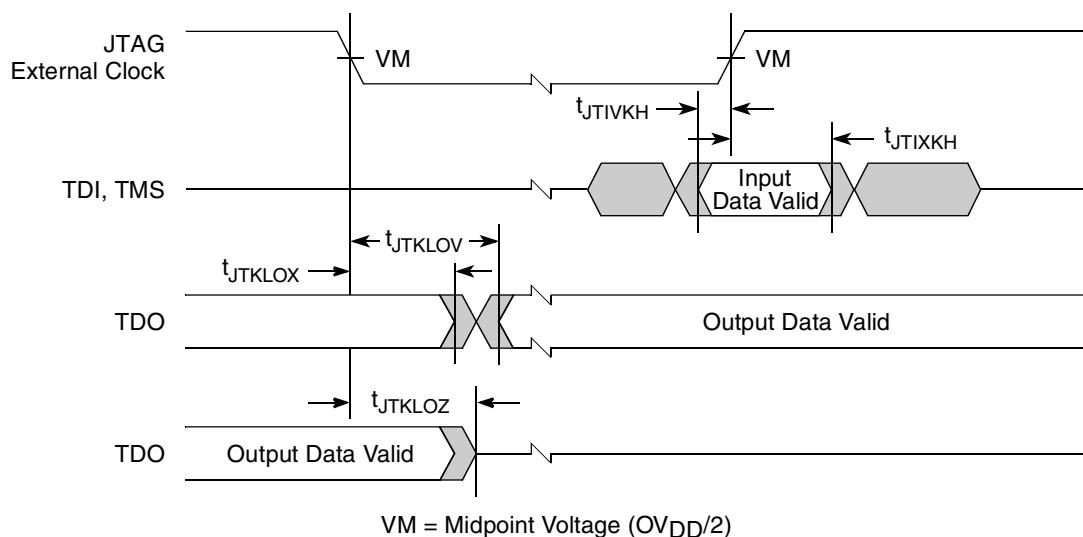 JTAG
External Clock
VM
VM
tJTIVKH
tJTIXKH
TDI, TMS
Input
Data Valid
tJTKLOV
tJTKLOX
TDO
Output Data Valid
tJTKLOZ
TDO
Output Data Valid
VM = Midpoint Voltage (OVDD/2)